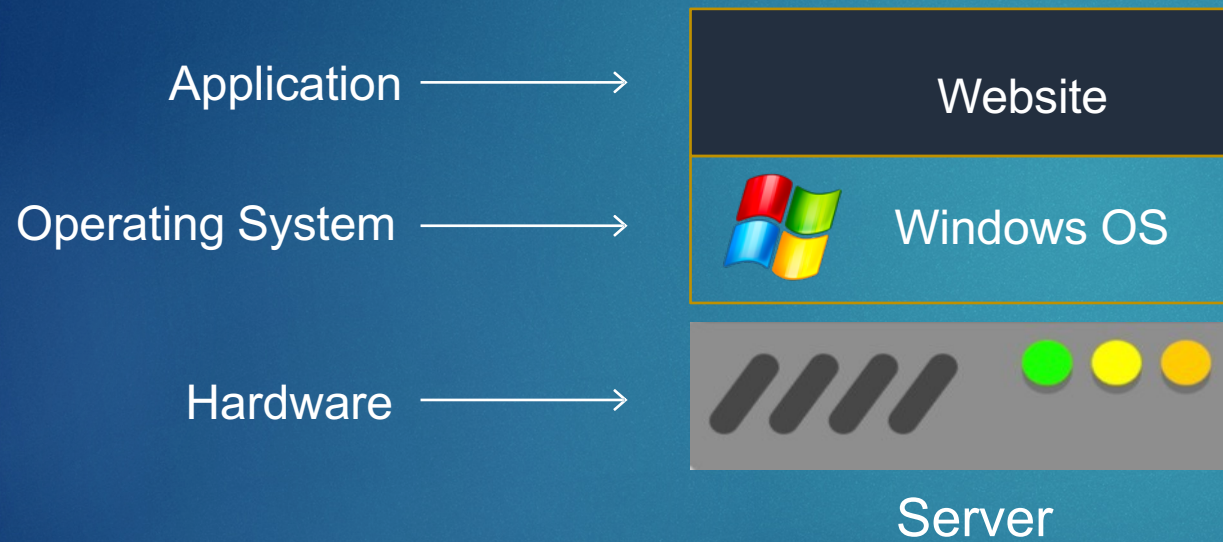 Application
Website
Operating System
Windows OS
Hardware
Server